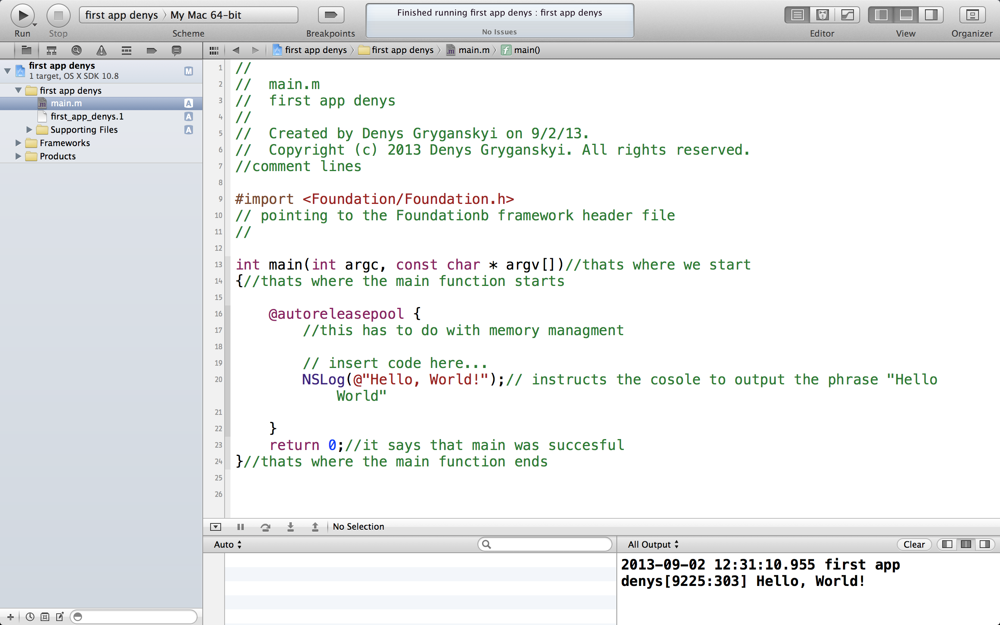 Finished running first app denys : first app denys
No Issues
first app denys 〉 My Mac 64-bit
Run
Stop
Scheme
Breakpoints
Editor
View
Organizer
first app denys 〉 first app denys 〉 main.m 〉 main()
first app denys
1 target, OS X SDK 10.8
M
first app denys
main.m
A
first_app_denys.1
A
Supporting Files
A
Frameworks
Products
1 //
2 //  main.m
3 //  first app denys
4 //
5 //  Created by Denys Gryganskyi on 9/2/13.
6 //  Copyright (c) 2013 Denys Gryganskyi. All rights reserved.
7 //comment lines
8
9 #import <Foundation/Foundation.h>
10 // pointing to the Foundationb framework header file
11 //
12
13 int main(int argc, const char * argv[])//thats where we start
14 {//thats where the main function starts
15
16     @autoreleasepool {
17         //this has to do with memory managment
18
19         // insert code here...
20         NSLog(@"Hello, World!");// instructs the cosole to output the phrase "Hello
World"
21
22     }
23     return 0;//it says that main was succesful
24 }//thats where the main function ends
25
26
No Selection
Auto
All Output
Clear
2013-09-02 12:31:10.955 first app
denys[9225:303] Hello, World!